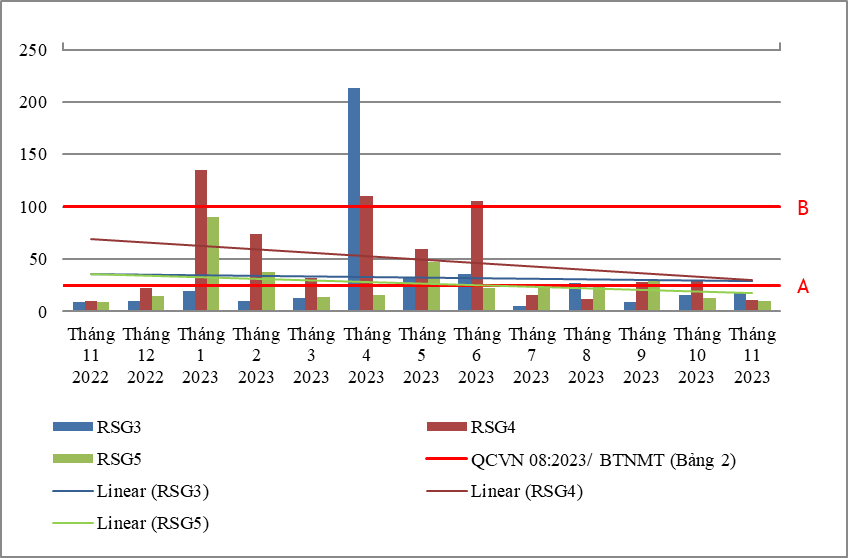 250
200
150
100
50
0
B
A
Tháng 11 2022
Tháng 12 2022
Tháng 1 2023
Tháng 2 2023
Tháng 3 2023
Tháng 4 2023
Tháng 5 2023
Tháng 6 2023
Tháng 7 2023
Tháng 8 2023
Tháng 9 2023
Tháng 10 2023
Tháng 11 2023
RSG3
RSG4
RSG5
QCVN 08:2023/ BTNMT (Bảng 2)
Linear (RSG3)
Linear (RSG4)
Linear (RSG5)